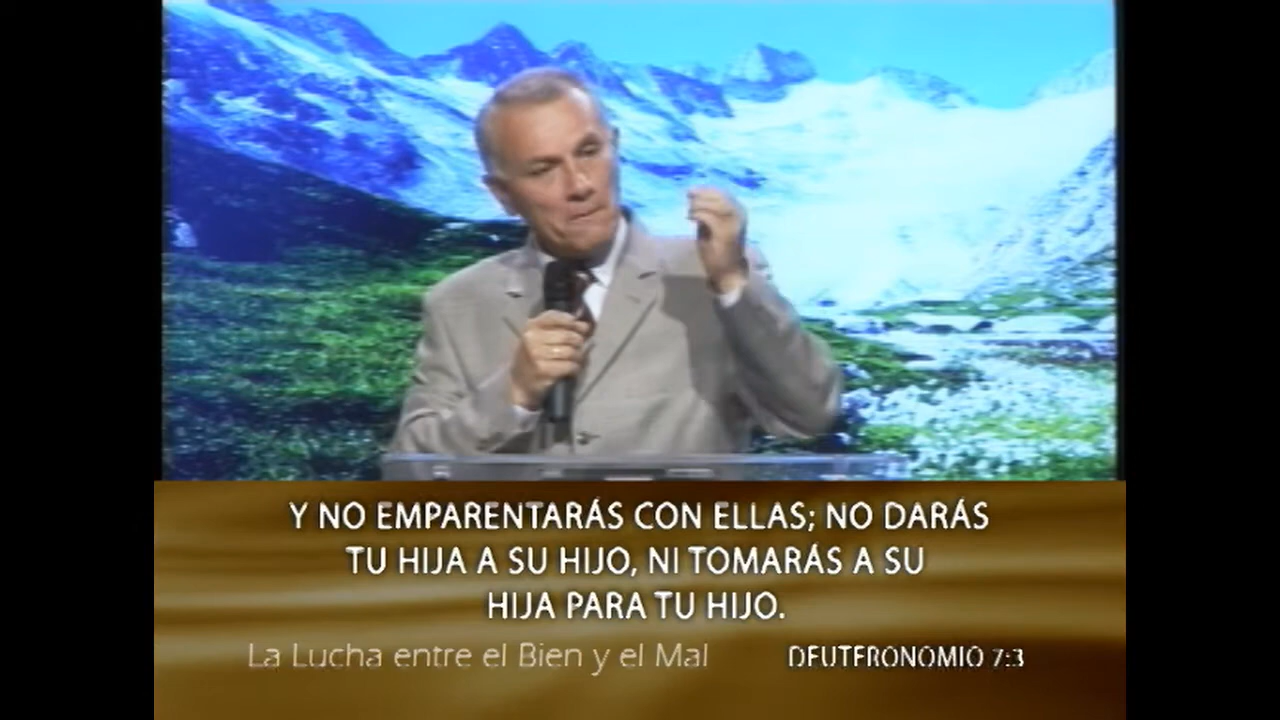 Y NO EMPARENTARÁS CON ELLAS; NO DARÁS
TU HIJA A SU HIJO, NI TOMARÁS A SU
HIJA PARA TU HIJO.
La Lucha entre el Bien y el Mal
DEUTERONOMIO 7:3